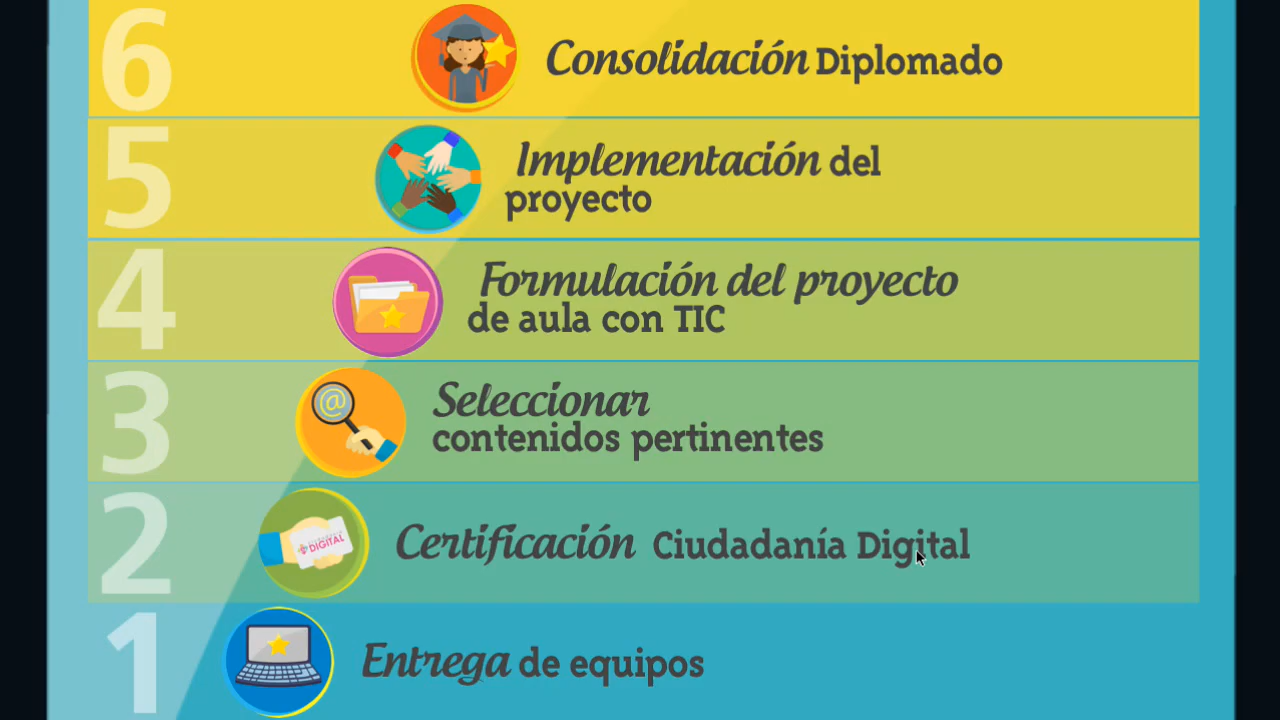 6
Consolidación Diplomado
5
Implementación del
proyecto
4
Formulación del proyecto
de aula con TIC
3
Seleccionar
contenidos pertinentes
@
2
Certificación Ciudadanía Digital
DIGITAL
1
Entrega de equipos